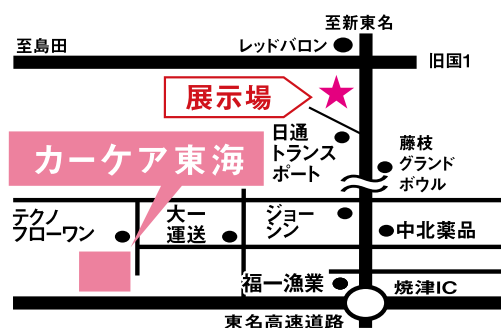 至新東名
至島田
レッドバロン
旧国1
展示場
日通
トランス
ポート
藤枝
グランド
ボウル
カーケア東海
テクノ
フローワン
大一
運送
ジョー
シン
中北薬品
福一漁業
焼津IC
東名高速道路